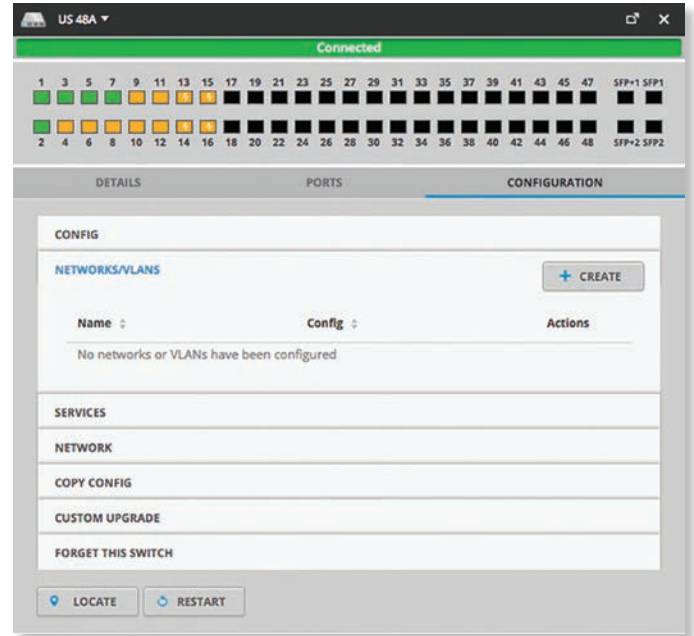 US 48A
Connected
1 3 5 7 9 11 13 15 17 19 21 23 25 27 29 31 33 35 37 39 41 43 45 47 SFP+1 SFP1
2 4 6 8 10 12 14 16 18 20 22 24 26 28 30 32 34 36 38 40 42 44 46 48 SFP+2 SFP2
DETAILS PORTS CONFIGURATION
CONFIG
NETWORKS/VLANS + CREATE
Name Config Actions
No networks or VLANs have been configured
SERVICES
NETWORK
COPY CONFIG
CUSTOM UPGRADE
FORGET THIS SWITCH
LOCATE RESTART